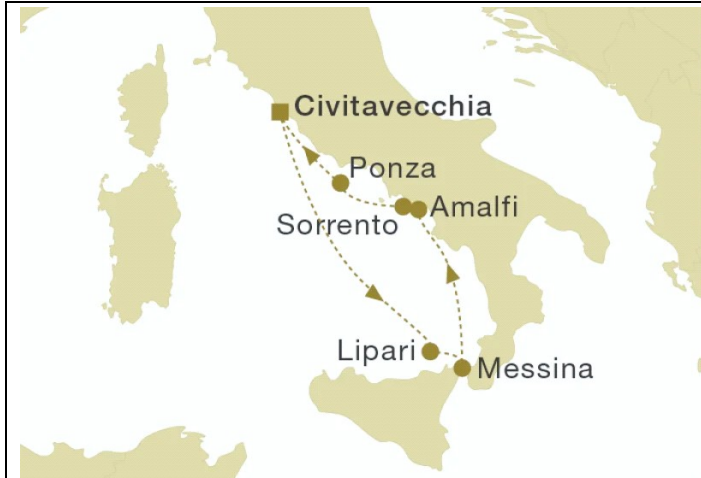 Civitavecchia
Ponza
Amalfi
Sorrento
Lipari
Messina